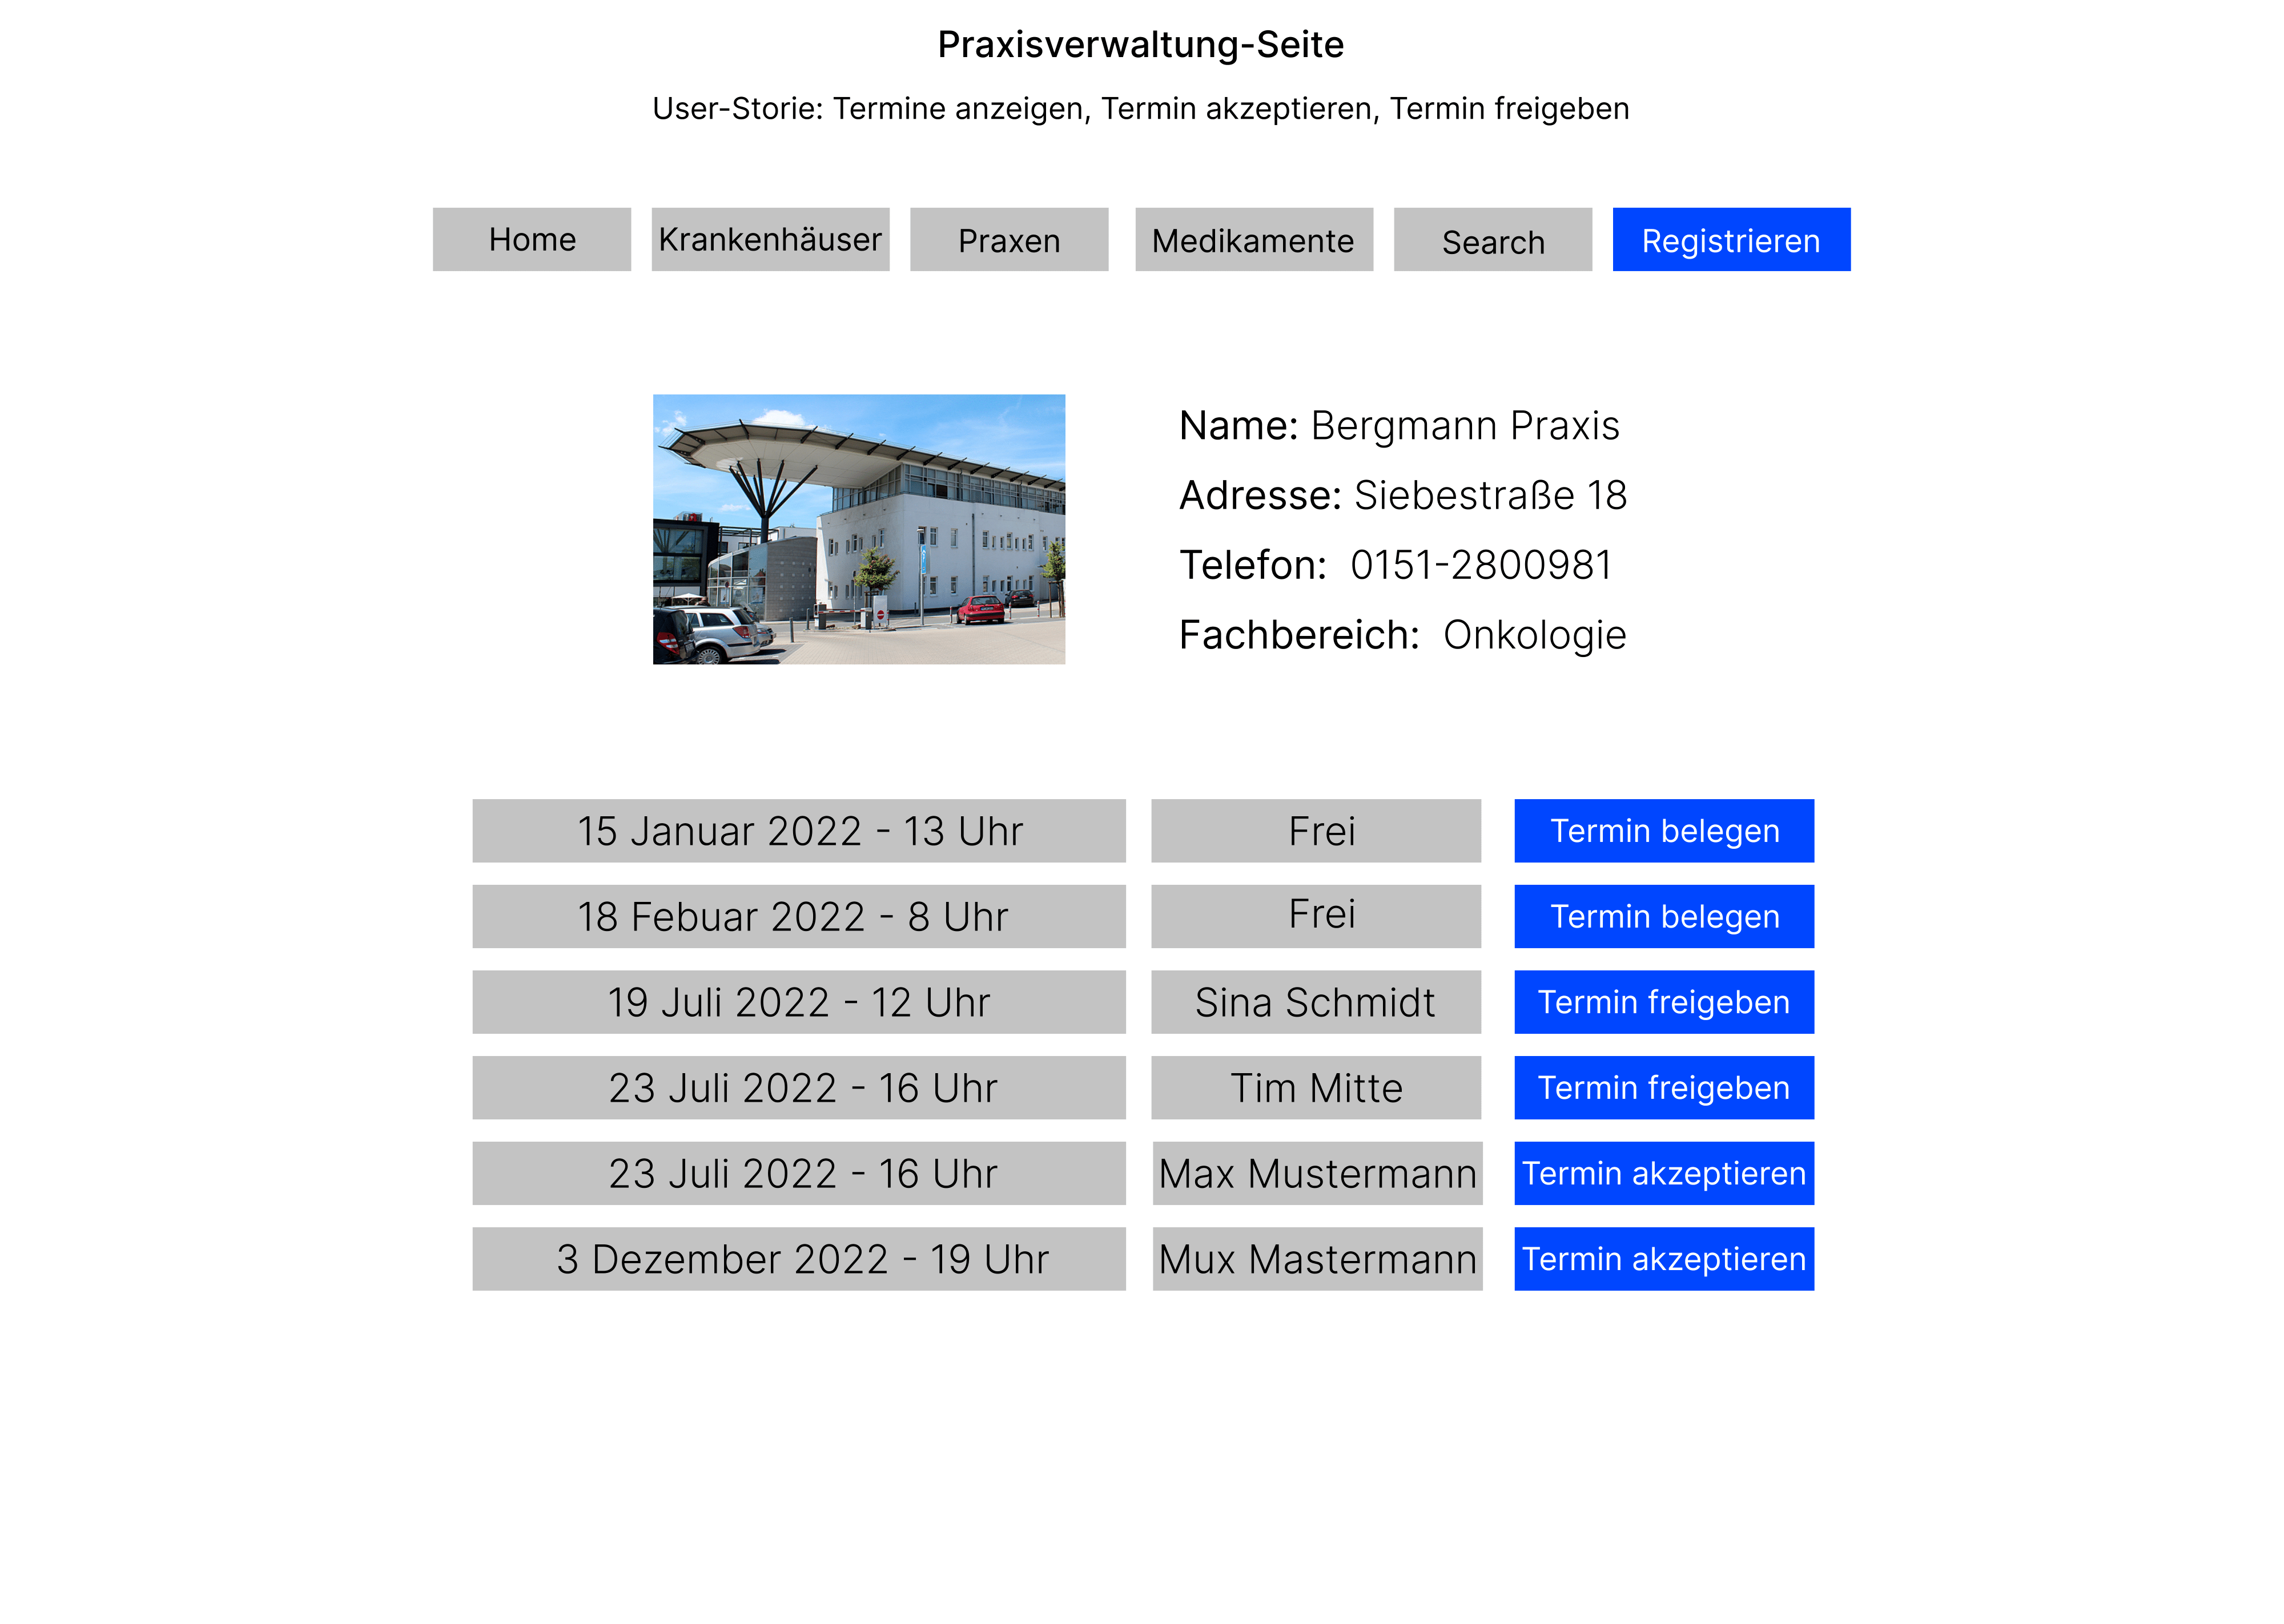 Praxisverwaltung-Seite
User-Storie: Termine anzeigen, Termin akzeptieren, Termin freigeben
Home Krankenhäuser Praxen Medikamente Search Registrieren
Name: Bergmann Praxis
Adresse: Siebestraße 18
Telefon: 0151-2800981
Fachbereich: Onkologie
15 Januar 2022 - 13 Uhr Frei Termin belegen
18 Febuar 2022 - 8 Uhr Frei Termin belegen
19 Juli 2022 - 12 Uhr Sina Schmidt Termin freigeben
23 Juli 2022 - 16 Uhr Tim Mitte Termin freigeben
23 Juli 2022 - 16 Uhr Max Mustermann Termin akzeptieren
3 Dezember 2022 - 19 Uhr Mux Mastermann Termin akzeptieren